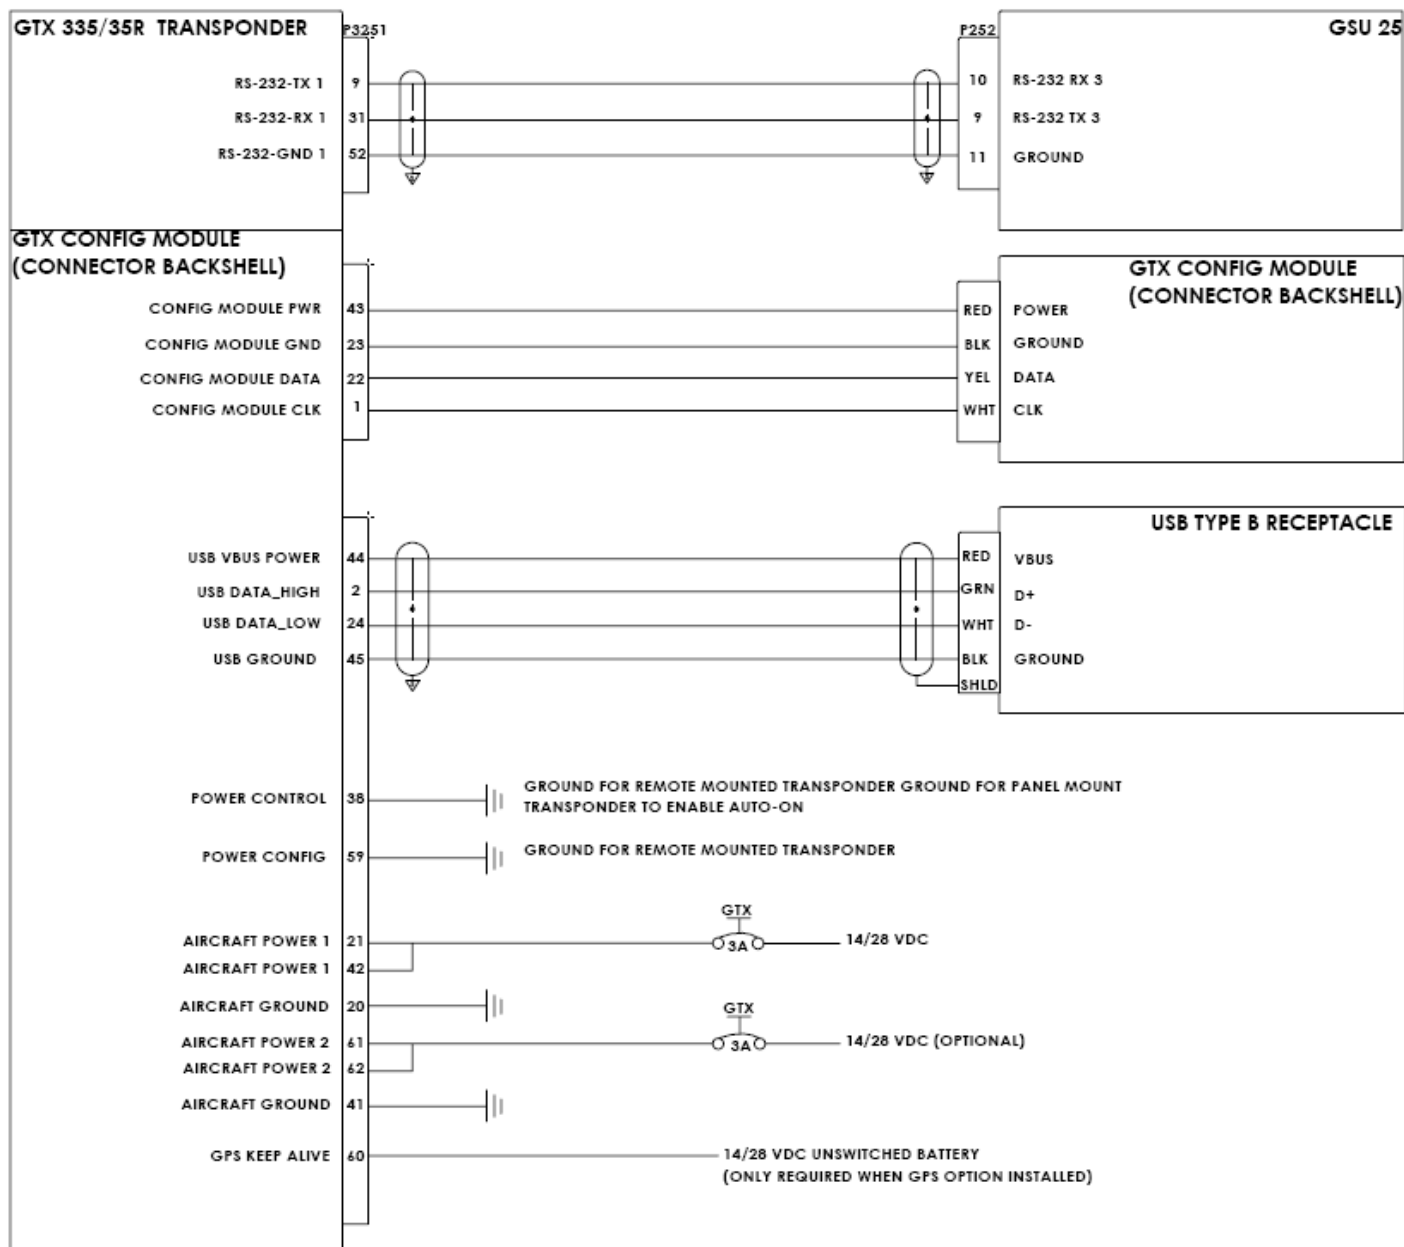 GTX 335/35R TRANSPONDER
P3251
P252
GSU 25
RS-232-TX 1 9 10 RS-232 RX 3
RS-232-RX 1 31 9 RS-232 TX 3
RS-232-GND 1 52 11 GROUND
GTX CONFIG MODULE
(CONNECTOR BACKSHELL)
GTX CONFIG MODULE
(CONNECTOR BACKSHELL)
CONFIG MODULE PWR 43 RED POWER
CONFIG MODULE GND 23 BLK GROUND
CONFIG MODULE DATA 22 YEL DATA
CONFIG MODULE CLK 1 WHT CLK
USB TYPE B RECEPTACLE
USB VBUS POWER 44 RED VBUS
USB DATA_HIGH 2 GRN D+
USB DATA_LOW 24 WHT D-
USB GROUND 45 BLK GROUND
SHLD
POWER CONTROL 38
GROUND FOR REMOTE MOUNTED TRANSPONDER GROUND FOR PANEL MOUNT
TRANSPONDER TO ENABLE AUTO-ON
POWER CONFIG 59 GROUND FOR REMOTE MOUNTED TRANSPONDER
GTX
AIRCRAFT POWER 1 21 3A 14/28 VDC
AIRCRAFT POWER 1 42
AIRCRAFT GROUND 20
GTX
AIRCRAFT POWER 2 61 3A 14/28 VDC (OPTIONAL)
AIRCRAFT POWER 2 62
AIRCRAFT GROUND 41
GPS KEEP ALIVE 60 14/28 VDC UNSWITCHED BATTERY
(ONLY REQUIRED WHEN GPS OPTION INSTALLED)